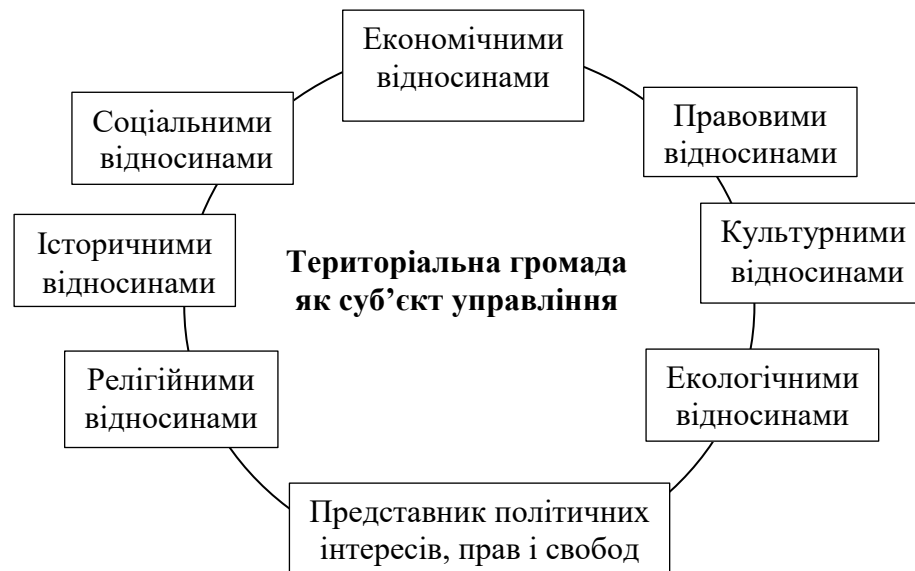 Економічними
відносинами
Соціальними
відносинами
Правовими
відносинами
Історичними
відносинами
Територіальна громада
як суб’єкт управління
Культурними
відносинами
Релігійними
відносинами
Екологічними
відносинами
Представник політичних
інтересів, прав і свобод